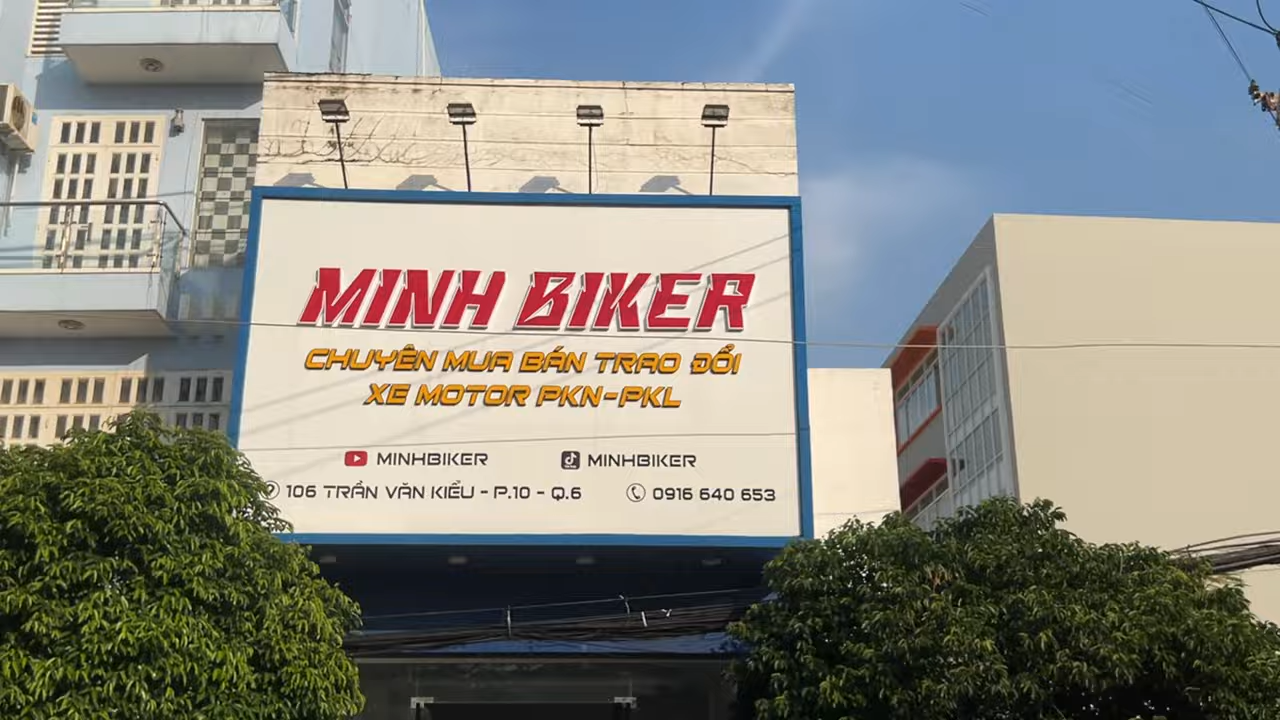 MINH BIKER
CHUYÊN MUA BÁN TRAO ĐỔI
XE MOTOR PKN-PKL
MINHBIKER MINHBIKER
106 TRẦN VĂN KIỂU - P.10 - Q.6 0916 640 653